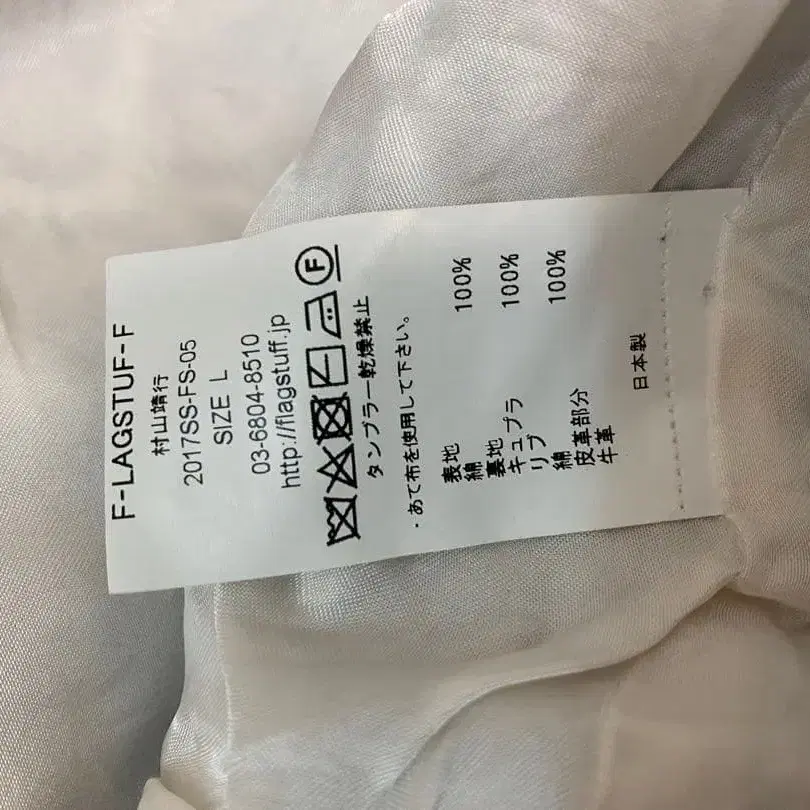 F-LAGSTUF-F
村山靖行
2017SS-FS-05
SIZE L
03-6804-8510
http://flagstuff.jp
F
タンブラー乾燥禁止
・あて布を使用して下さい。
表地
綿 100%
裏地
キュプラ 100%
リブ
綿 100%
皮革部分
牛革
日本製